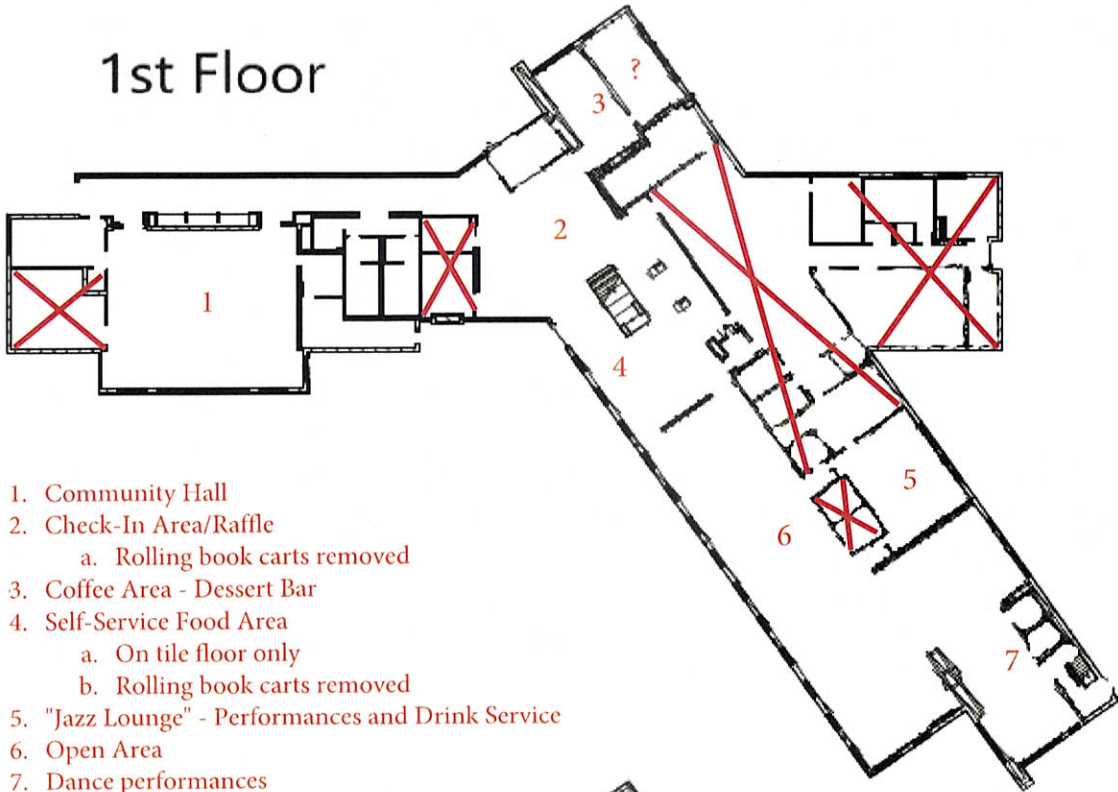 1st Floor
?
3
2
1
4
5
6
7
1. Community Hall
2. Check-In Area/Raffle
a. Rolling book carts removed
3. Coffee Area - Dessert Bar
4. Self-Service Food Area
a. On tile floor only
b. Rolling book carts removed
5. "Jazz Lounge" - Performances and Drink Service
6. Open Area
7. Dance performances